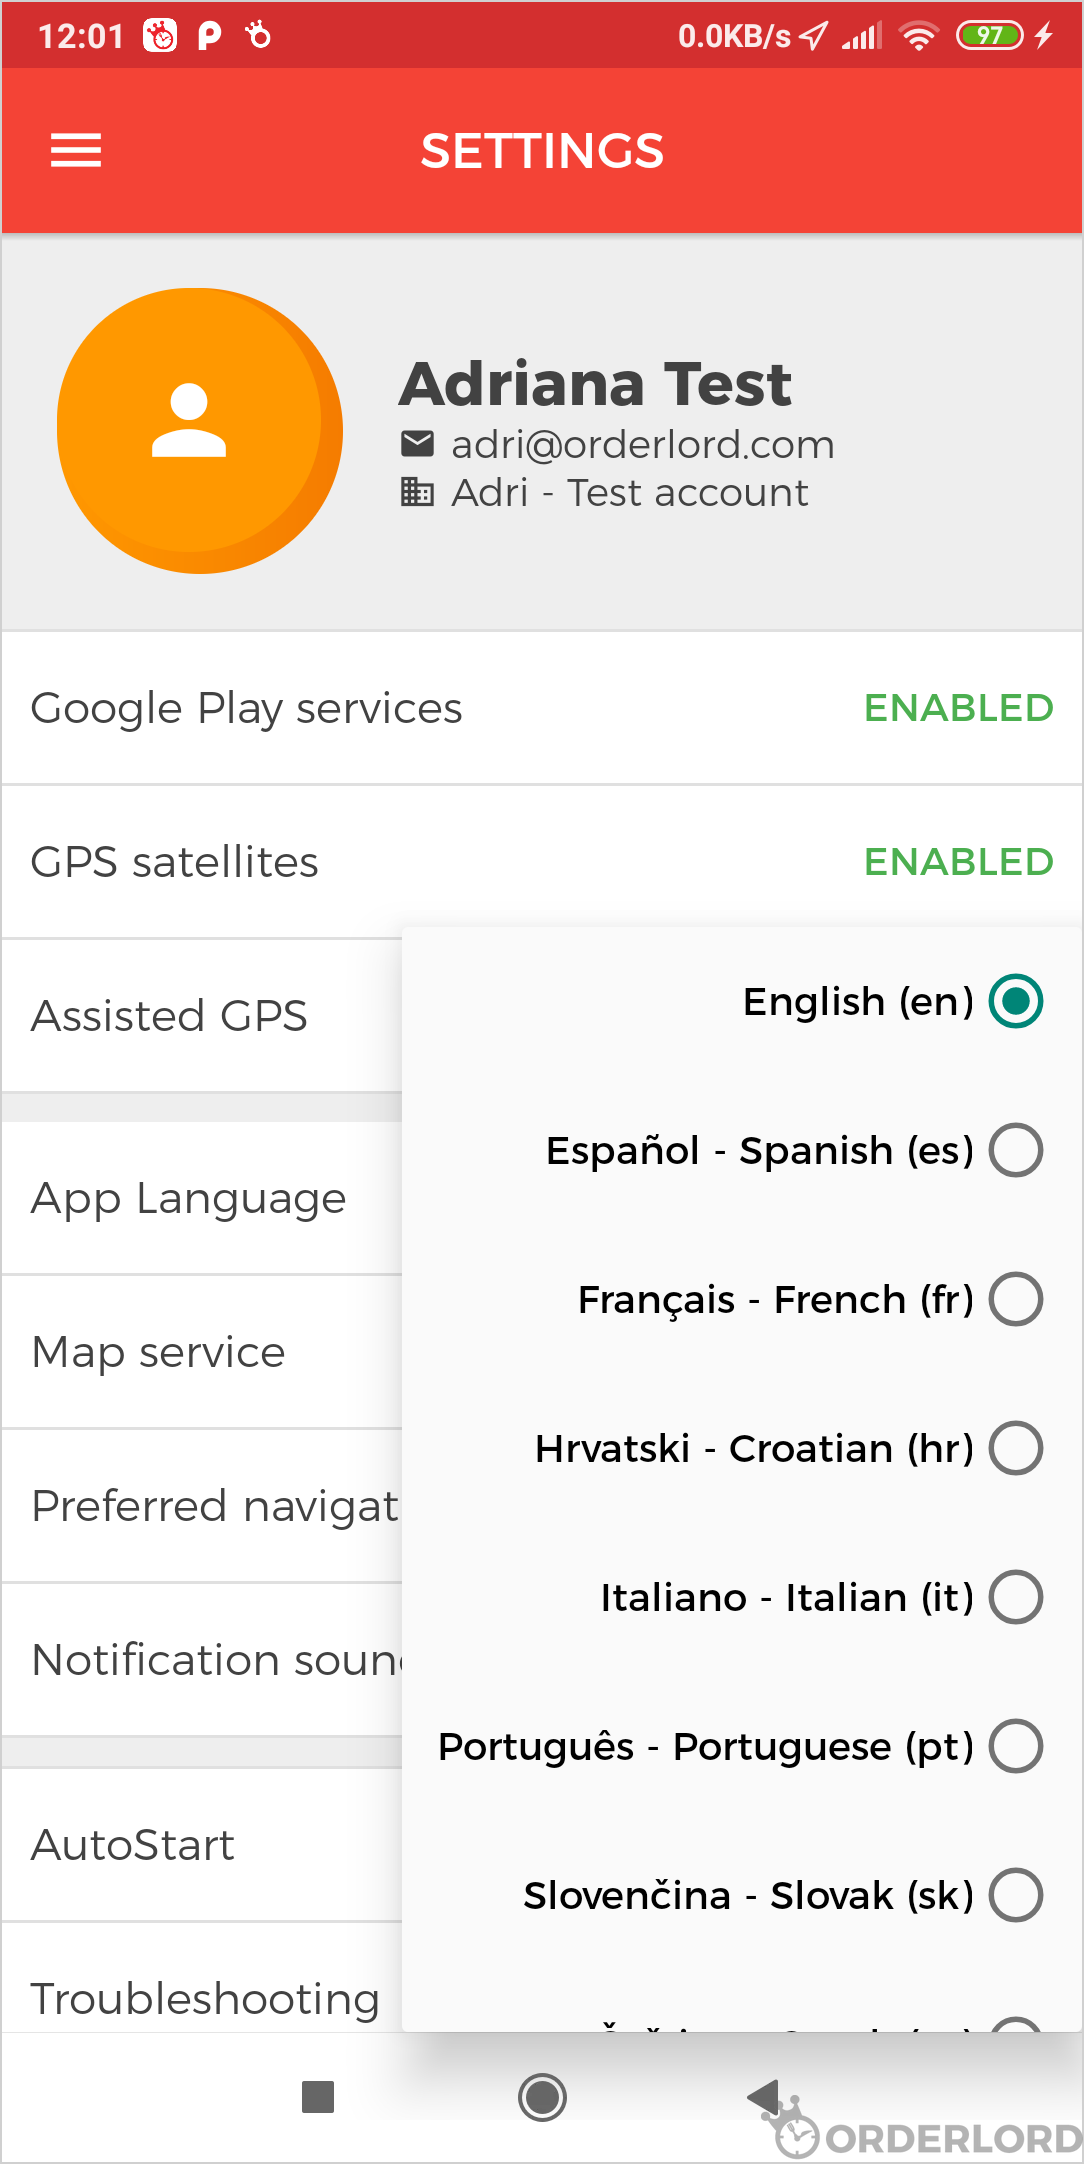 12:01
0.0KB/s
97
SETTINGS
Adriana Test
adri@orderlord.com
Adri - Test account
Google Play services
ENABLED
GPS satellites
ENABLED
Assisted GPS
English (en)
Español - Spanish (es)
App Language
Français - French (fr)
Map service
Hrvatski - Croatian (hr)
Preferred navigat
Italiano - Italian (it)
Notification soun
Português - Portuguese (pt)
AutoStart
Slovenčina - Slovak (sk)
Troubleshooting
ORDERLORD